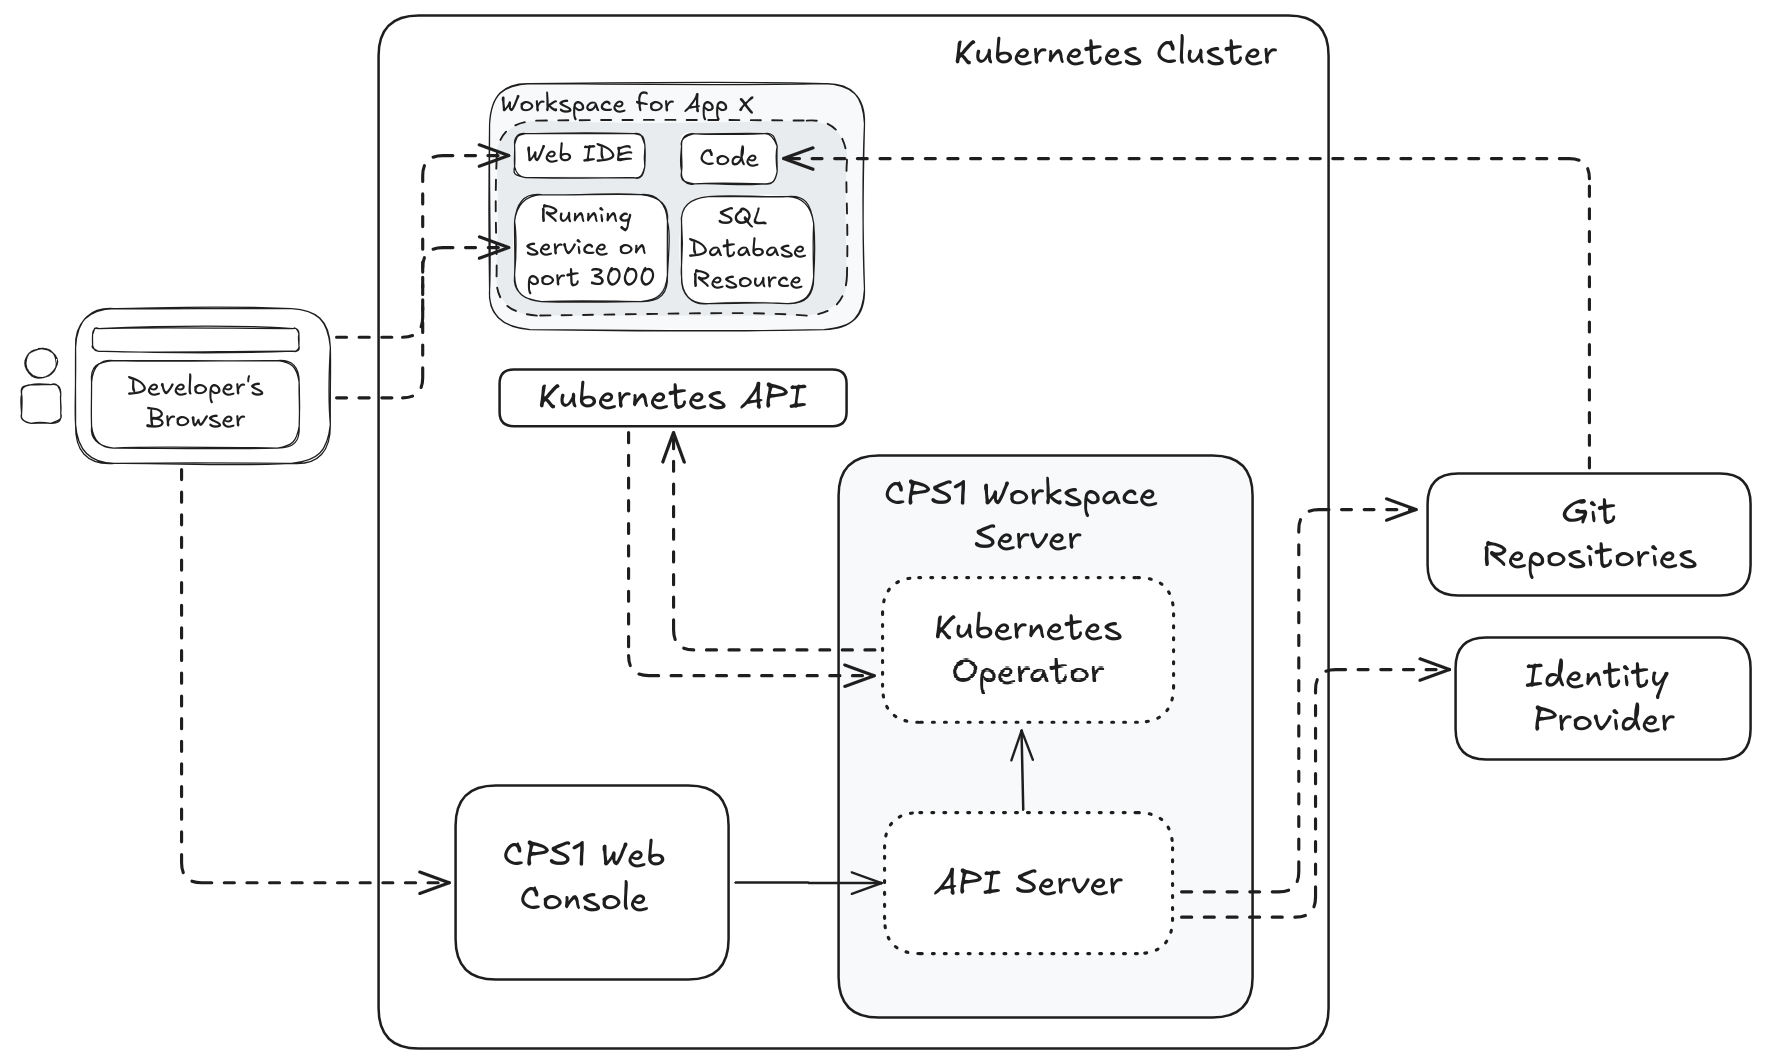 Kubernetes Cluster
Workspace for App X
Web IDE
Code
Running
service on
port 3000
SQL
Database
Resource
Developer's
Browser
Kubernetes API
CPS1 Workspace
Server
Kubernetes
Operator
Git
Repositories
Identity
Provider
CPS1 Web
Console
API Server